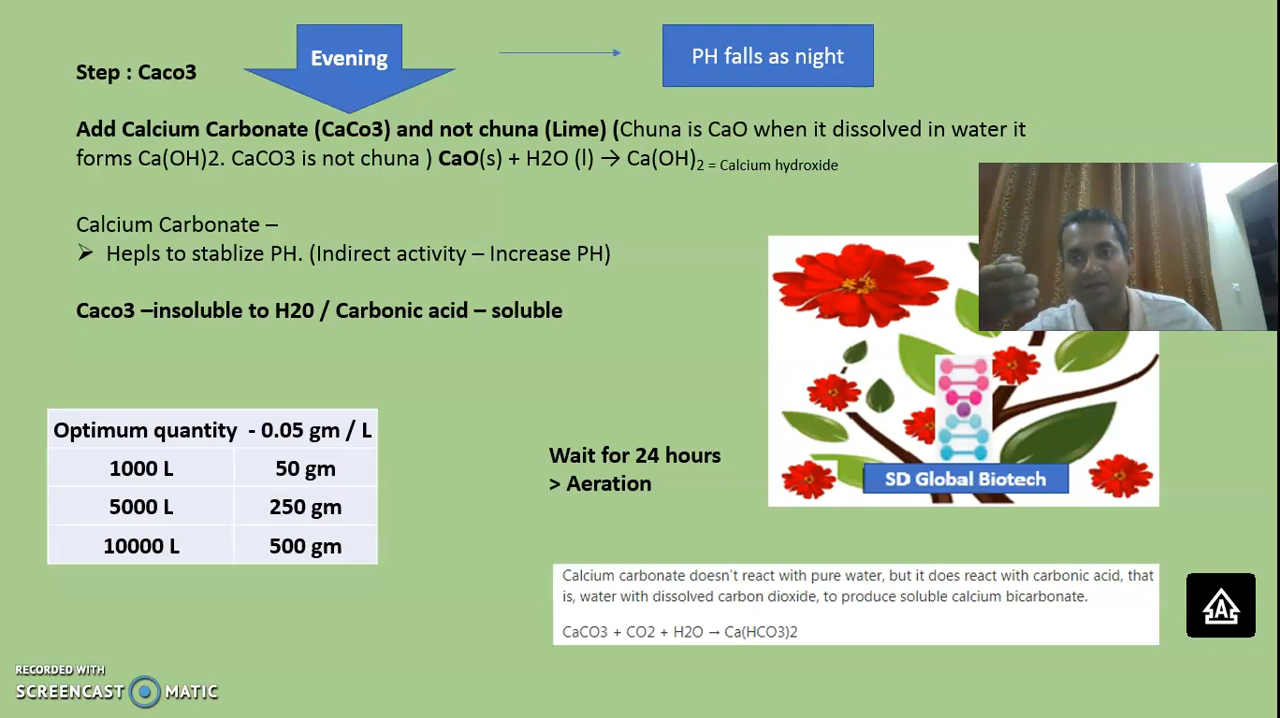 Evening
PH falls as night
Step : Caco3
Add Calcium Carbonate (CaCo3) and not chuna (Lime) (Chuna is CaO when it dissolved in water it
forms Ca(OH)2. CaCO3 is not chuna ) CaO(s) + H2O (l) → Ca(OH)2 = Calcium hydroxide
Calcium Carbonate –
➢ Hepls to stablize PH. (Indirect activity – Increase PH)
Caco3 –insoluble to H20 / Carbonic acid – soluble
Optimum quantity - 0.05 gm / L
1000 L 50 gm
5000 L 250 gm
10000 L 500 gm
Wait for 24 hours
> Aeration
SD Global Biotech
Calcium carbonate doesn't react with pure water, but it does react with carbonic acid, that
is, water with dissolved carbon dioxide, to produce soluble calcium bicarbonate.
CaCO3 + CO2 + H2O → Ca(HCO3)2
RECORDED WITH
SCREENCAST MATIC